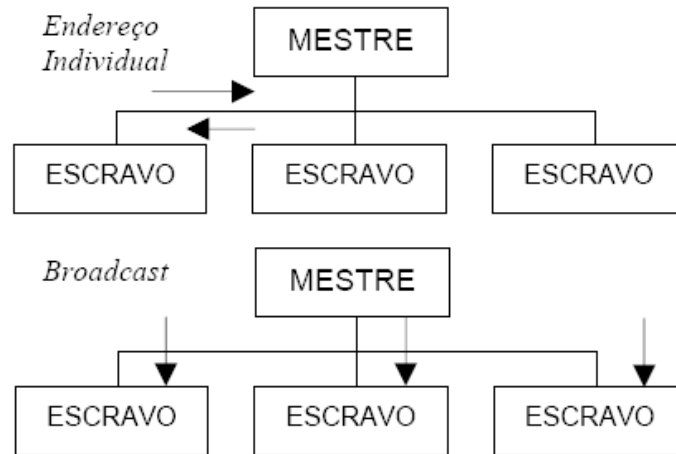 Endereço
Individual
MESTRE
ESCRAVO ESCRAVO ESCRAVO
Broadcast
MESTRE
ESCRAVO ESCRAVO ESCRAVO